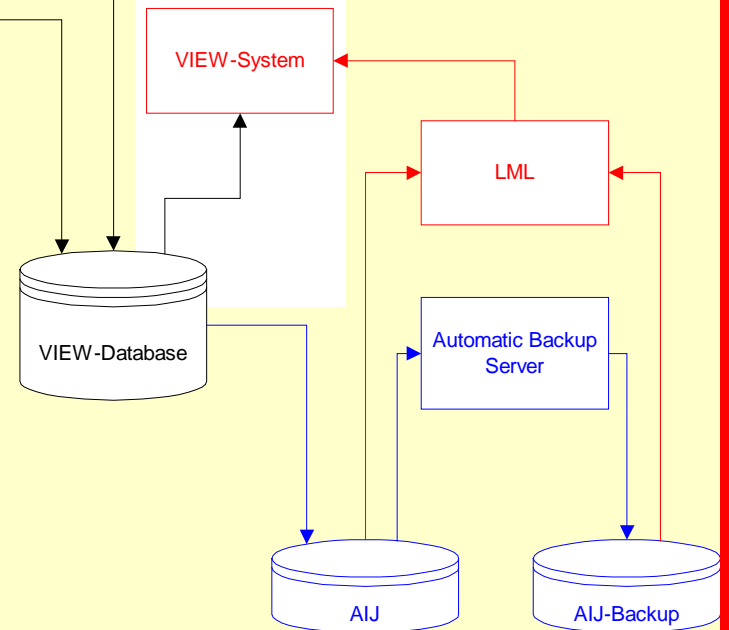 VIEW-System
LML
VIEW-Database
Automatic Backup
Server
AIJ
AIJ-Backup